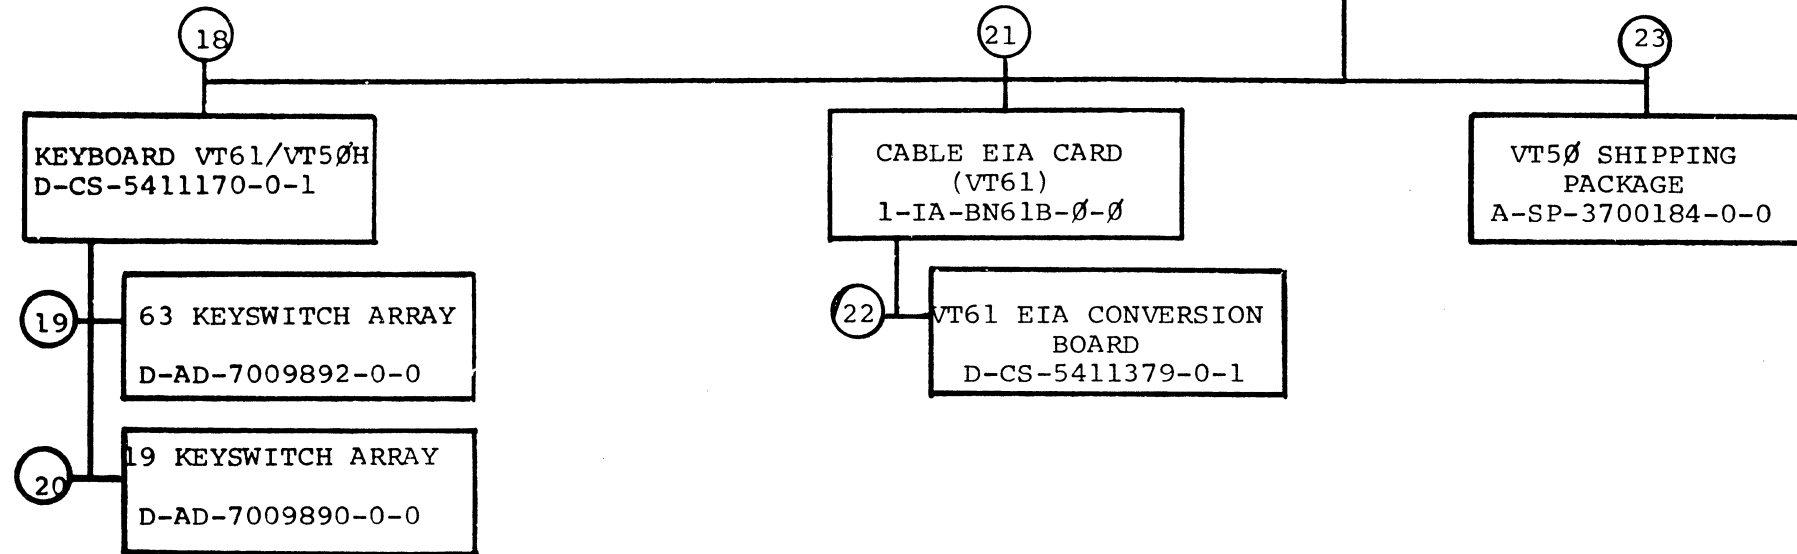 18
21
23
KEYBOARD VT61/VT5ØH
D-CS-5411170-0-1
CABLE EIA CARD
(VT61)
1-IA-BN61B-Ø-Ø
VT5Ø SHIPPING
PACKAGE
A-SP-3700184-0-0
19
63 KEYSWITCH ARRAY
D-AD-7009892-0-0
22
VT61 EIA CONVERSION
BOARD
D-CS-5411379-0-1
20
19 KEYSWITCH ARRAY
D-AD-7009890-0-0